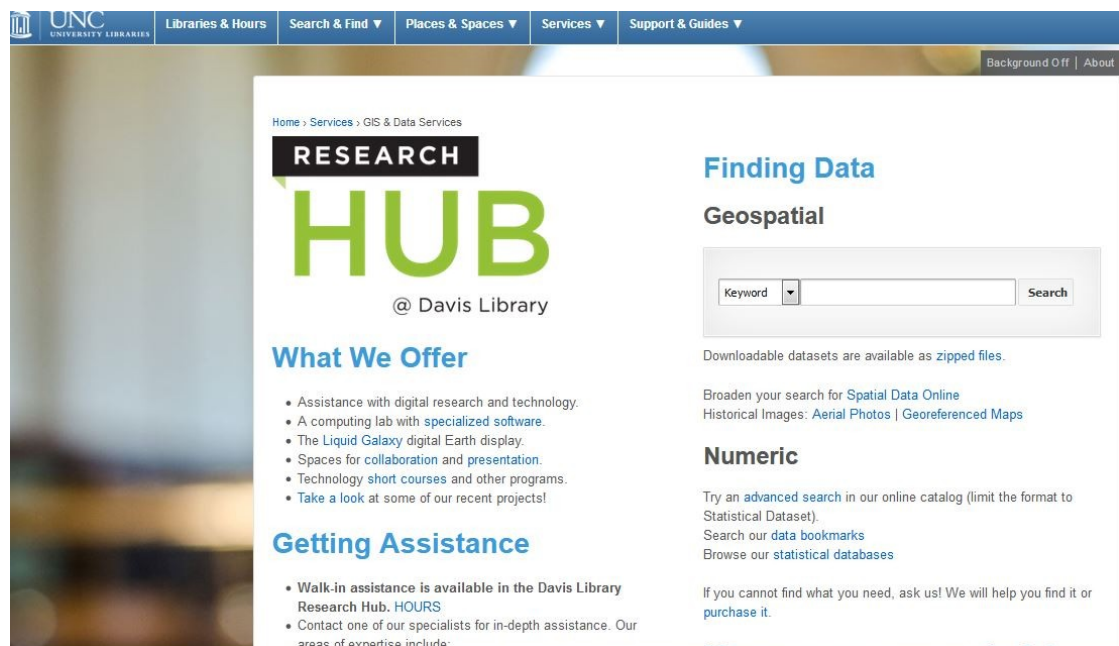 UNC
UNIVERSITY LIBRARIES
Libraries & Hours
Search & Find ▼
Places & Spaces ▼
Services ▼
Support & Guides ▼
Background Off | About
Home › Services › GIS & Data Services
RESEARCH
HUB
@ Davis Library
What We Offer
• Assistance with digital research and technology.
• A computing lab with specialized software.
• The Liquid Galaxy digital Earth display.
• Spaces for collaboration and presentation.
• Technology short courses and other programs.
• Take a look at some of our recent projects!
Getting Assistance
• Walk-in assistance is available in the Davis Library
Research Hub. HOURS
• Contact one of our specialists for in-depth assistance. Our
areas of expertise include:
Finding Data
Geospatial
Keyword
Search
Downloadable datasets are available as zipped files.
Broaden your search for Spatial Data Online
Historical Images: Aerial Photos | Georeferenced Maps
Numeric
Try an advanced search in our online catalog (limit the format to
Statistical Dataset).
Search our data bookmarks
Browse our statistical databases
If you cannot find what you need, ask us! We will help you find it or
purchase it.